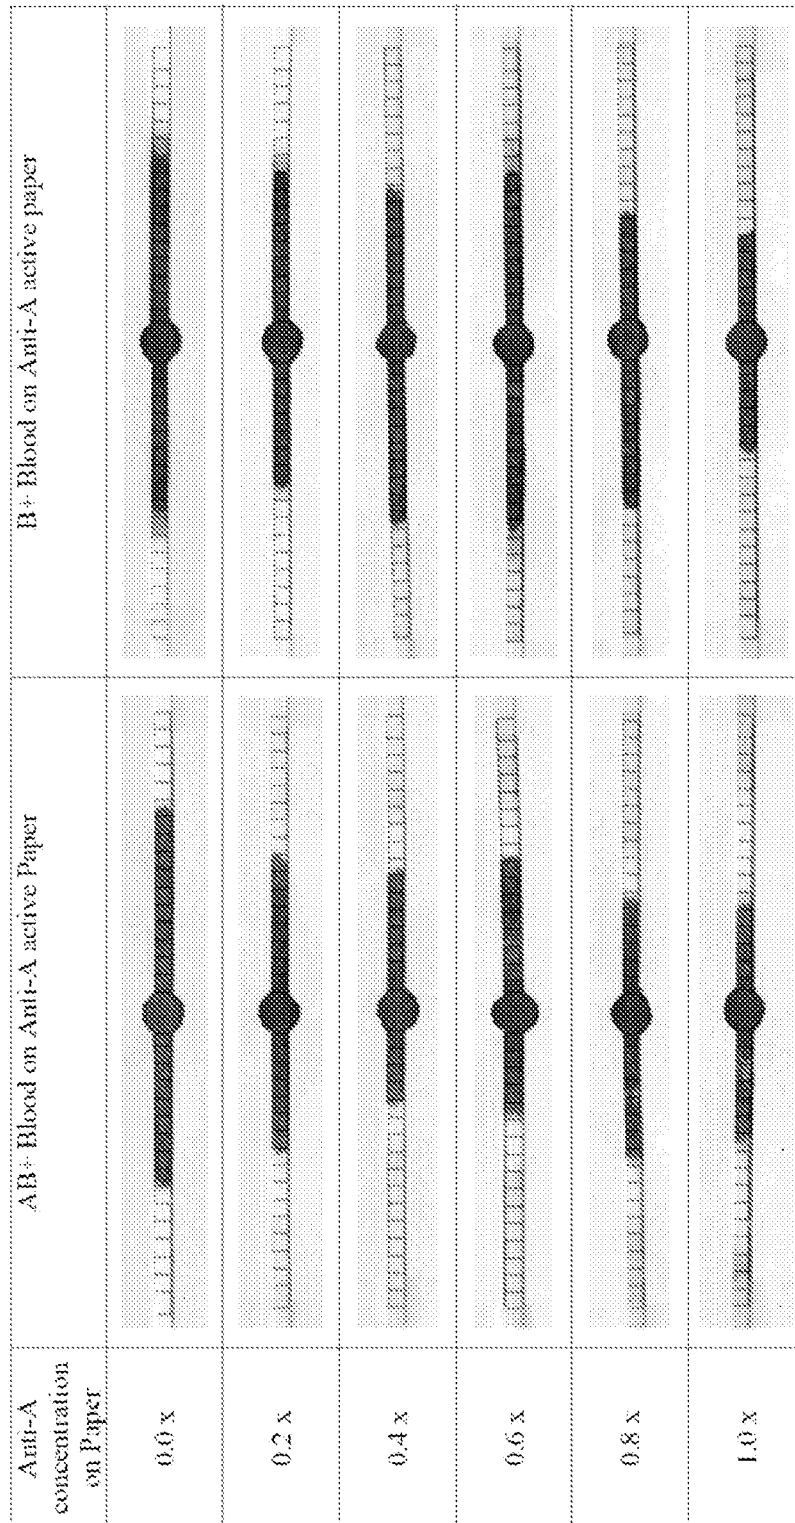 Anti-A
concentration
on Paper
AB+ Blood on Anti-A active Paper
B+ Blood on Anti-A active paper
0.0 x
0.2 x
0.4 x
0.6 x
0.8 x
1.0 x